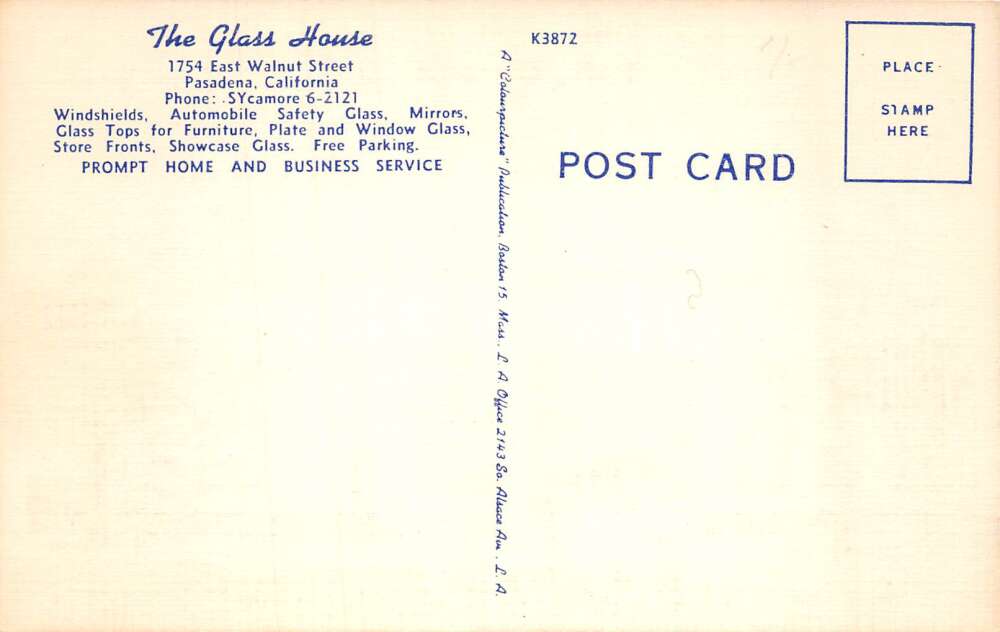 The Glass House
1754 East Walnut Street
Pasadena, California
Phone: SYcamore 6-2121
Windshields, Automobile Safety Glass, Mirrors,
Glass Tops for Furniture, Plate and Window Glass,
Store Fronts, Showcase Glass. Free Parking.
PROMPT HOME AND BUSINESS SERVICE
A "Colourpicture" Publication, Boston 15, Mass., L. A. Office 2143 So. Alsace Ave., L. A.
K3872
POST CARD
PLACE
STAMP
HERE